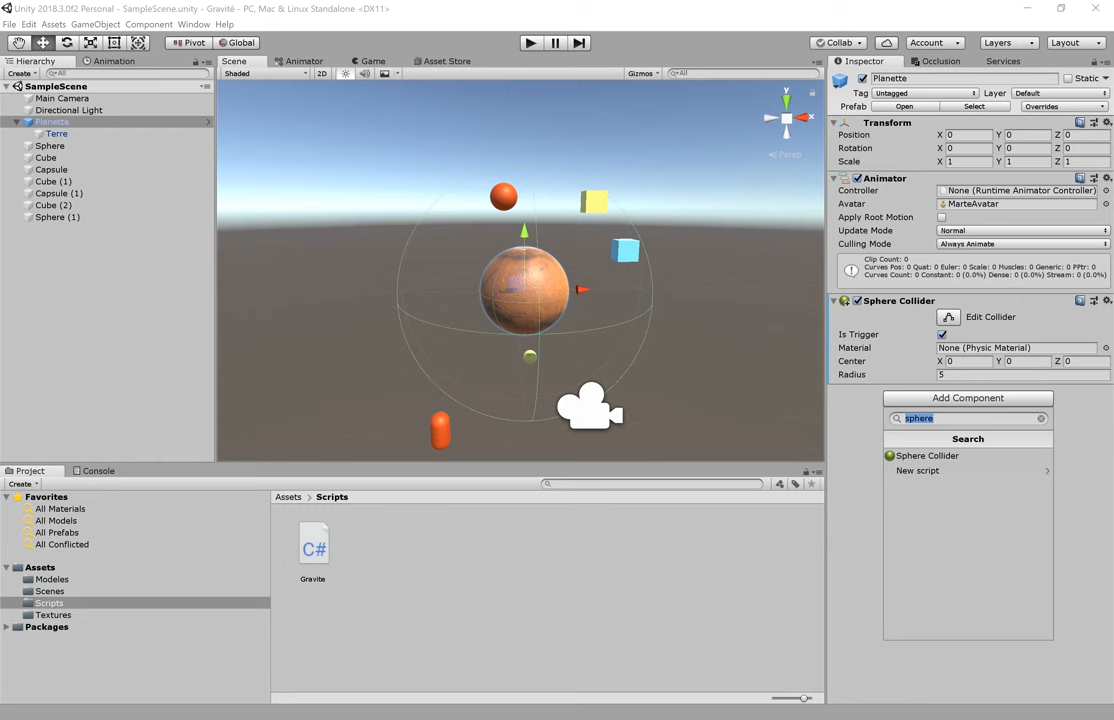 Unity 2018.3.0f2 Personal - SampleScene.unity - Gravité - PC, Mac & Linux Standalone <DX11>
File Edit Assets GameObject Component Window Help
Pivot Global Collab Account Layers Layout
Hierarchy Animation
Create All
SampleScene
Main Camera
Directional Light
Planette
Terre
Sphere
Cube
Capsule
Cube (1)
Capsule (1)
Cube (2)
Sphere (1)
Scene Animator Game Asset Store
Shaded 2D Gizmos All
y
x
Persp
Inspector Occlusion Services
Planette Static
Tag Untagged Layer Default
Prefab Open Select Overrides
Transform
Position X 0 Y 0 Z 0
Rotation X 0 Y 0 Z 0
Scale X 1 Y 1 Z 1
Animator
Controller None (Runtime Animator Controller)
Avatar MarteAvatar
Apply Root Motion
Update Mode Normal
Culling Mode Always Animate
Clip Count: 0
Curves Pos: 0 Quat: 0 Euler: 0 Scale: 0 Muscles: 0 Generic: 0 PPtr: 0
Curves Count: 0 Constant: 0 (0.0%) Dense: 0 (0.0%) Stream: 0 (0.0%)
Sphere Collider
Edit Collider
Is Trigger
Material None (Physic Material)
Center X 0 Y 0 Z 0
Radius 5
Add Component
sphere
Search
Sphere Collider
New script
Project Console
Create
Favorites
All Materials
All Models
All Prefabs
All Conflicted
Assets
Modeles
Scenes
Scripts
Textures
Packages
Assets Scripts
C#
Gravite